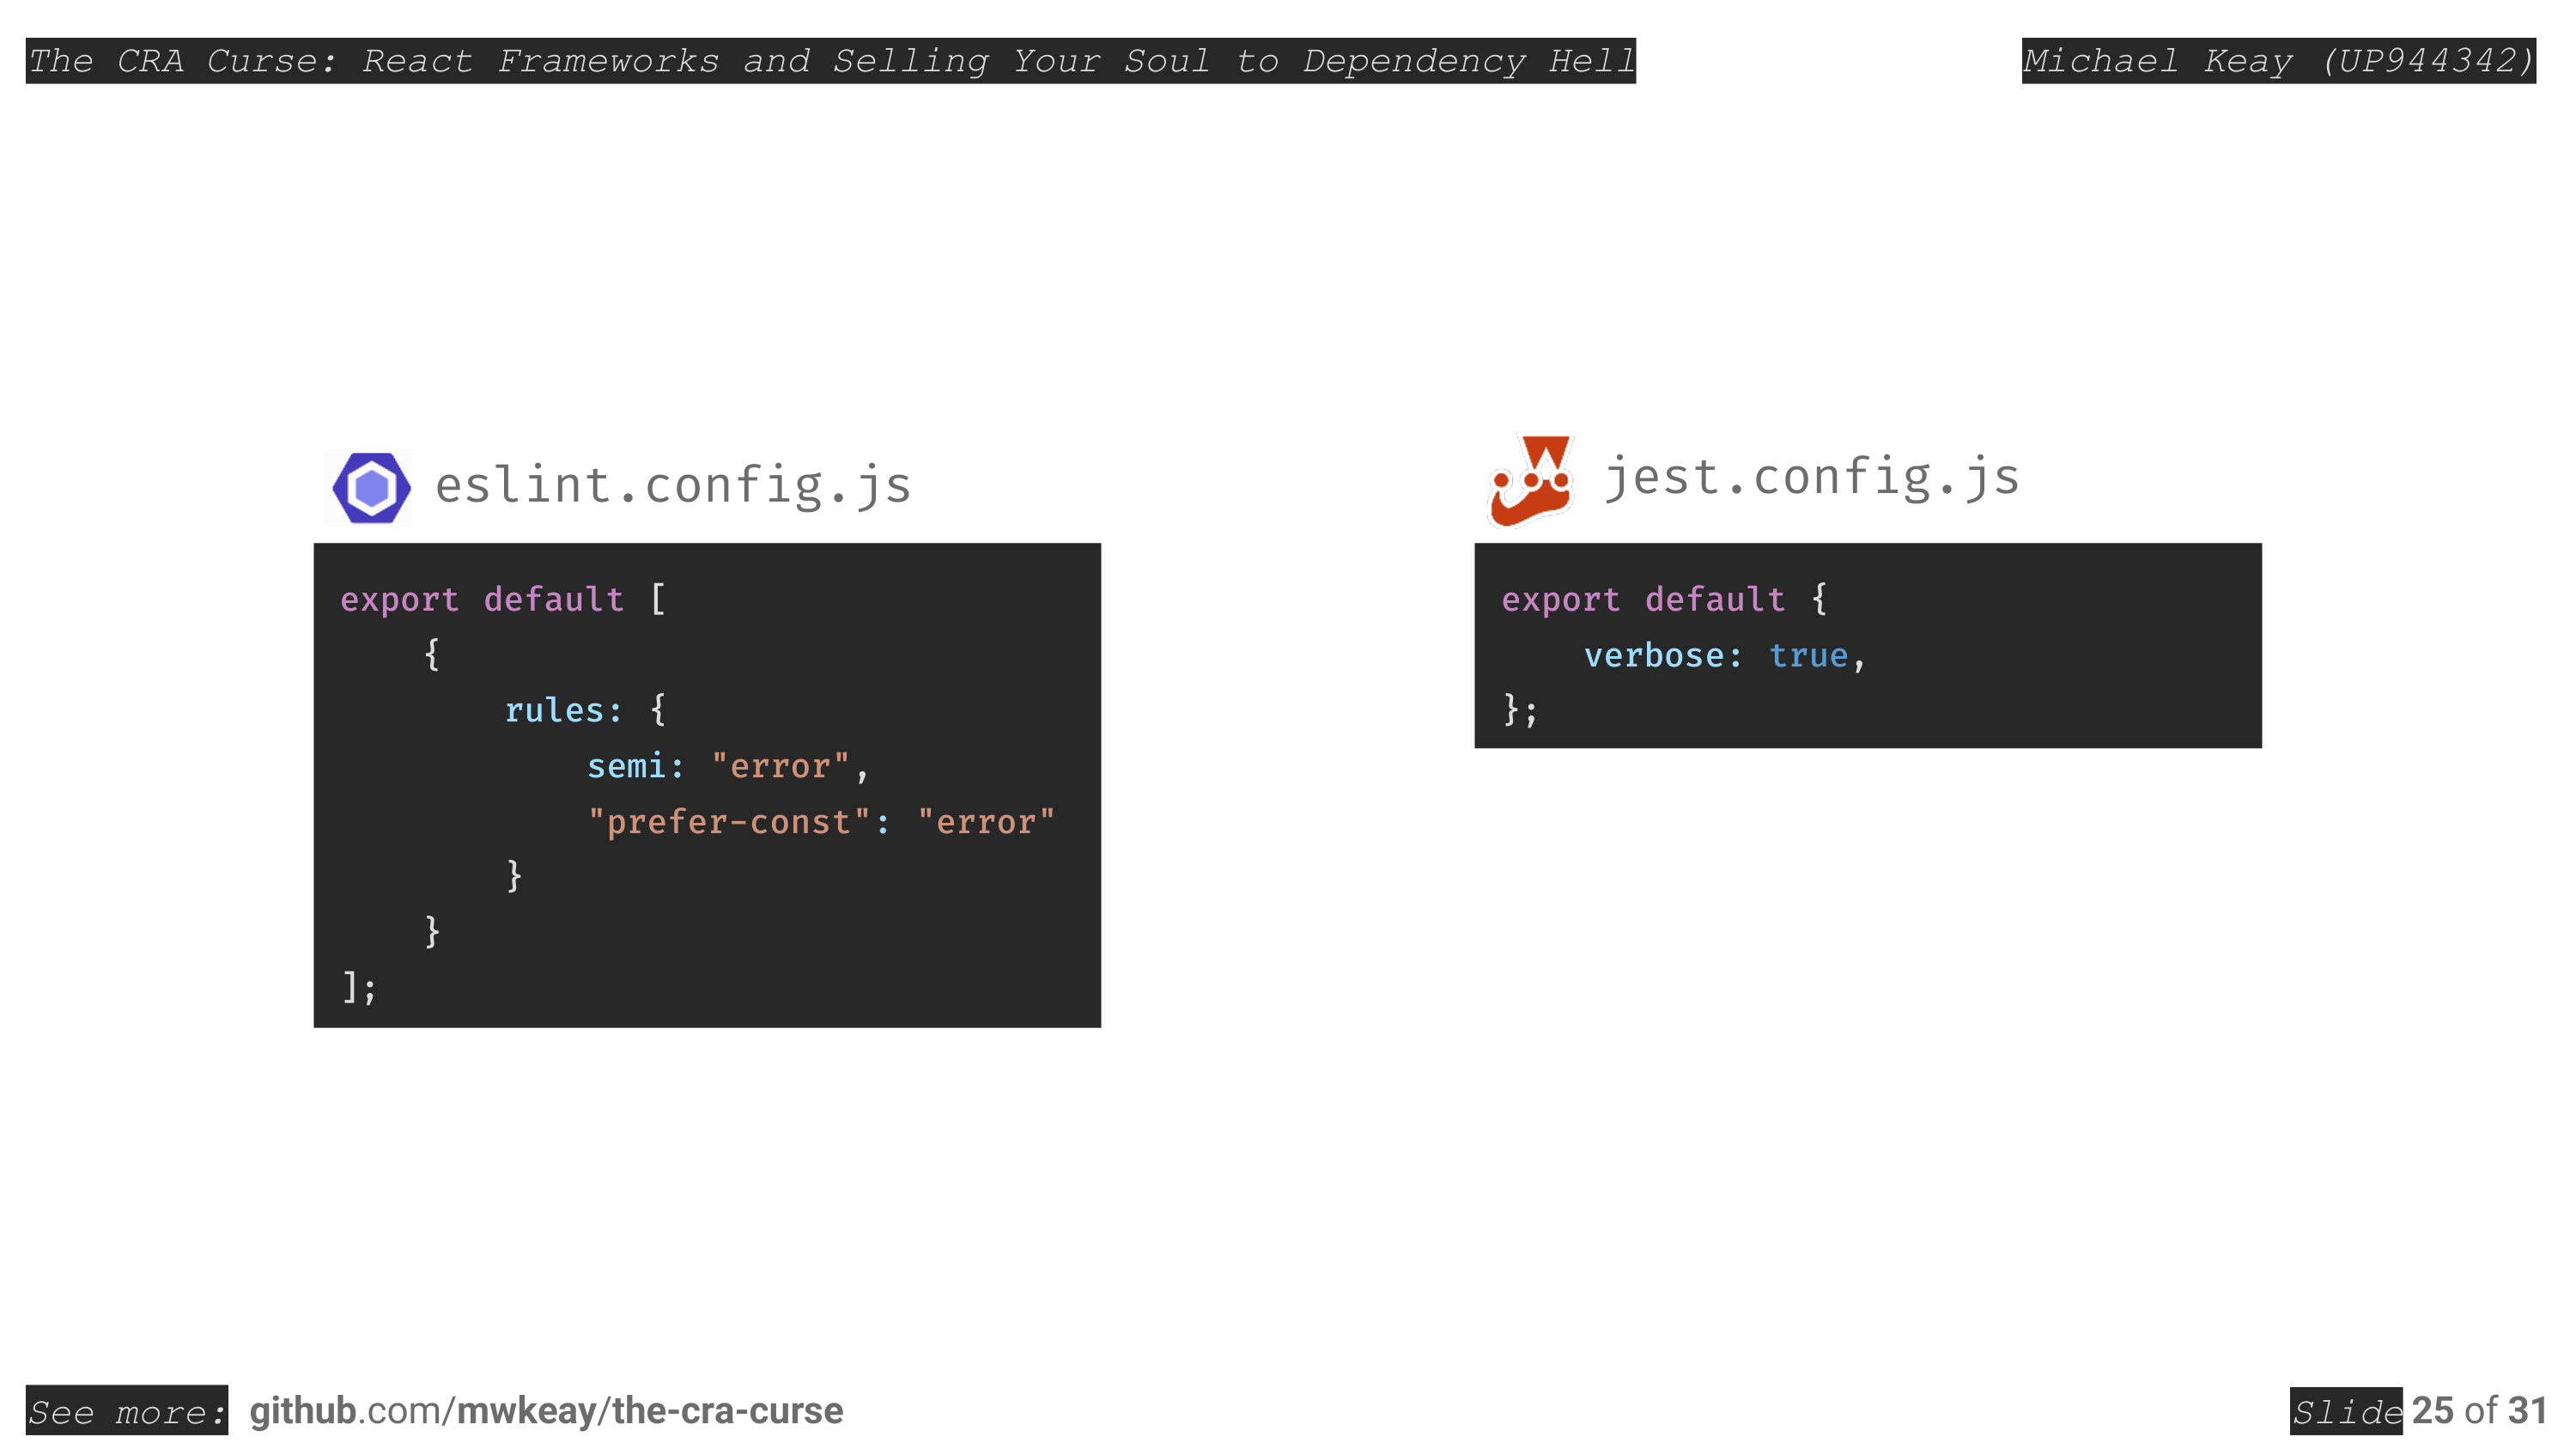 The CRA Curse: React Frameworks and Selling Your Soul to Dependency Hell
Michael Keay (UP944342)
eslint.config.js
export default [
    {
        rules: {
            semi: "error",
            "prefer-const": "error"
        }
    }
];
jest.config.js
export default {
    verbose: true,
};
See more: github.com/mwkeay/the-cra-curse
Slide 25 of 31